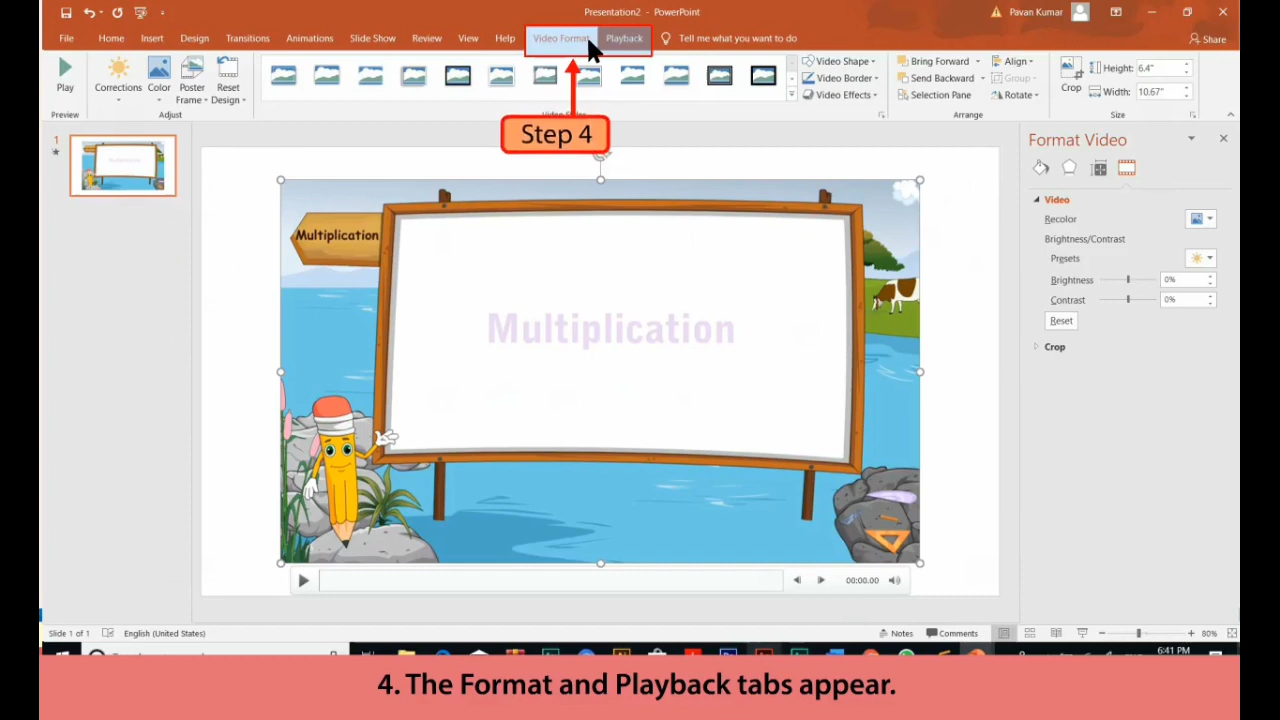 Presentation2 - PowerPoint
Pavan Kumar
File Home Insert Design Transitions Animations Slide Show Review View Help Video Format Playback Tell me what you want to do Share
Play
Corrections
Color
Poster Frame
Reset Design
Video Shape
Video Border
Video Effects
Bring Forward
Send Backward
Selection Pane
Align
Group
Rotate
Crop
Height: 6.4"
Width: 10.67"
Preview
Adjust
Arrange
Size
Step 4
1
Multiplication
Multiplication
00:00.00
Format Video
Video
Recolor
Brightness/Contrast
Presets
Brightness 0%
Contrast 0%
Reset
Crop
Slide 1 of 1 English (United States) Notes Comments 80%
6:41 PM
4. The Format and Playback tabs appear.